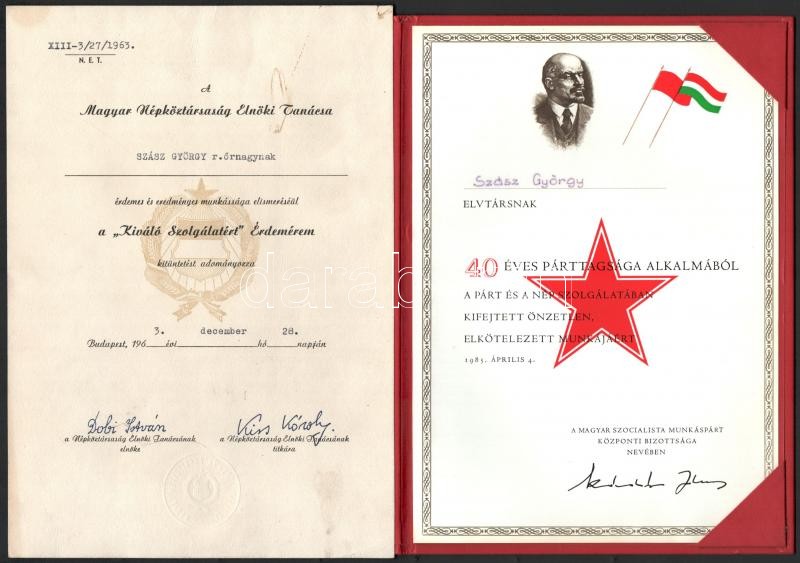 XIII-3/27/1963.
N. E. T.
A
Magyar Népköztársaság Elnöki Tanácsa
SZÁSZ GYÖRGY r.őrnagynak
érdemes és eredményes munkássága elismeréséül
a „Kiváló Szolgálatért” Érdemérem
kitüntetést adományozza
Budapest, 196 3. évi december hó 28. napján
Dobi István
a Népköztársaság Elnöki Tanácsának
elnöke
Kiss Károly
a Népköztársaság Elnöki Tanácsának
titkára
Szász György
ELVTÁRSNAK
40 ÉVES PÁRTTAGSÁGA ALKALMÁBÓL
A PÁRT ÉS A NÉP SZOLGÁLATÁBAN
KIFEJTETT ÖNZETLEN,
ELKÖTELEZETT MUNKÁJÁÉRT
1985. ÁPRILIS 4.
A MAGYAR SZOCIALISTA MUNKÁSPÁRT
KÖZPONTI BIZOTTSÁGA
NEVÉBEN